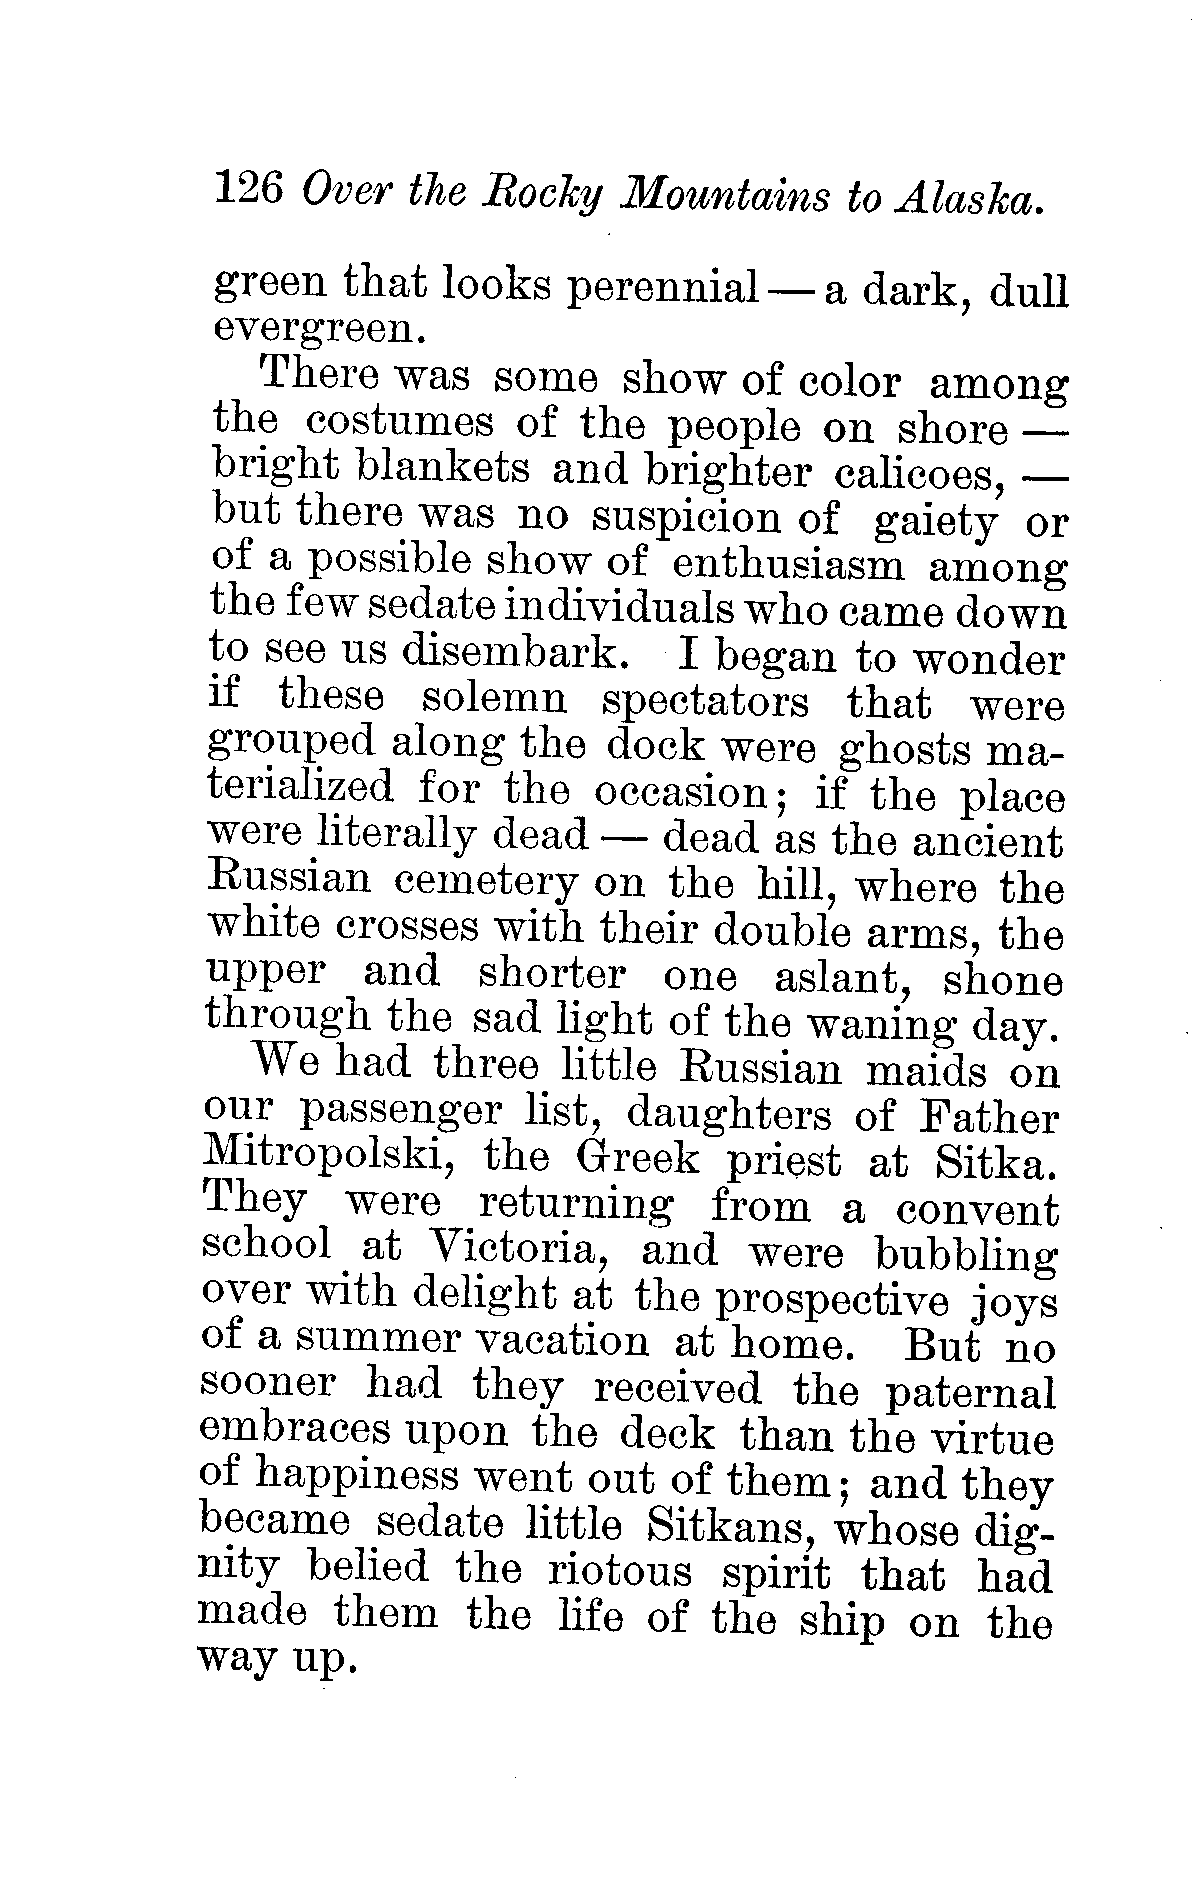 126 Over the Rocky Mountains to Alaska.
green that looks perennial — a dark, dull
evergreen.
There was some show of color among
the costumes of the people on shore —
bright blankets and brighter calicoes, —
but there was no suspicion of gaiety or
of a possible show of enthusiasm among
the few sedate individuals who came down
to see us disembark. I began to wonder
if these solemn spectators that were
grouped along the dock were ghosts ma-
terialized for the occasion; if the place
were literally dead — dead as the ancient
Russian cemetery on the hill, where the
white crosses with their double arms, the
upper and shorter one aslant, shone
through the sad light of the waning day.
We had three little Russian maids on
our passenger list, daughters of Father
Mitropolski, the Greek priest at Sitka.
They were returning from a convent
school at Victoria, and were bubbling
over with delight at the prospective joys
of a summer vacation at home. But no
sooner had they received the paternal
embraces upon the deck than the virtue
of happiness went out of them; and they
became sedate little Sitkans, whose dig-
nity belied the riotous spirit that had
made them the life of the ship on the
way up.